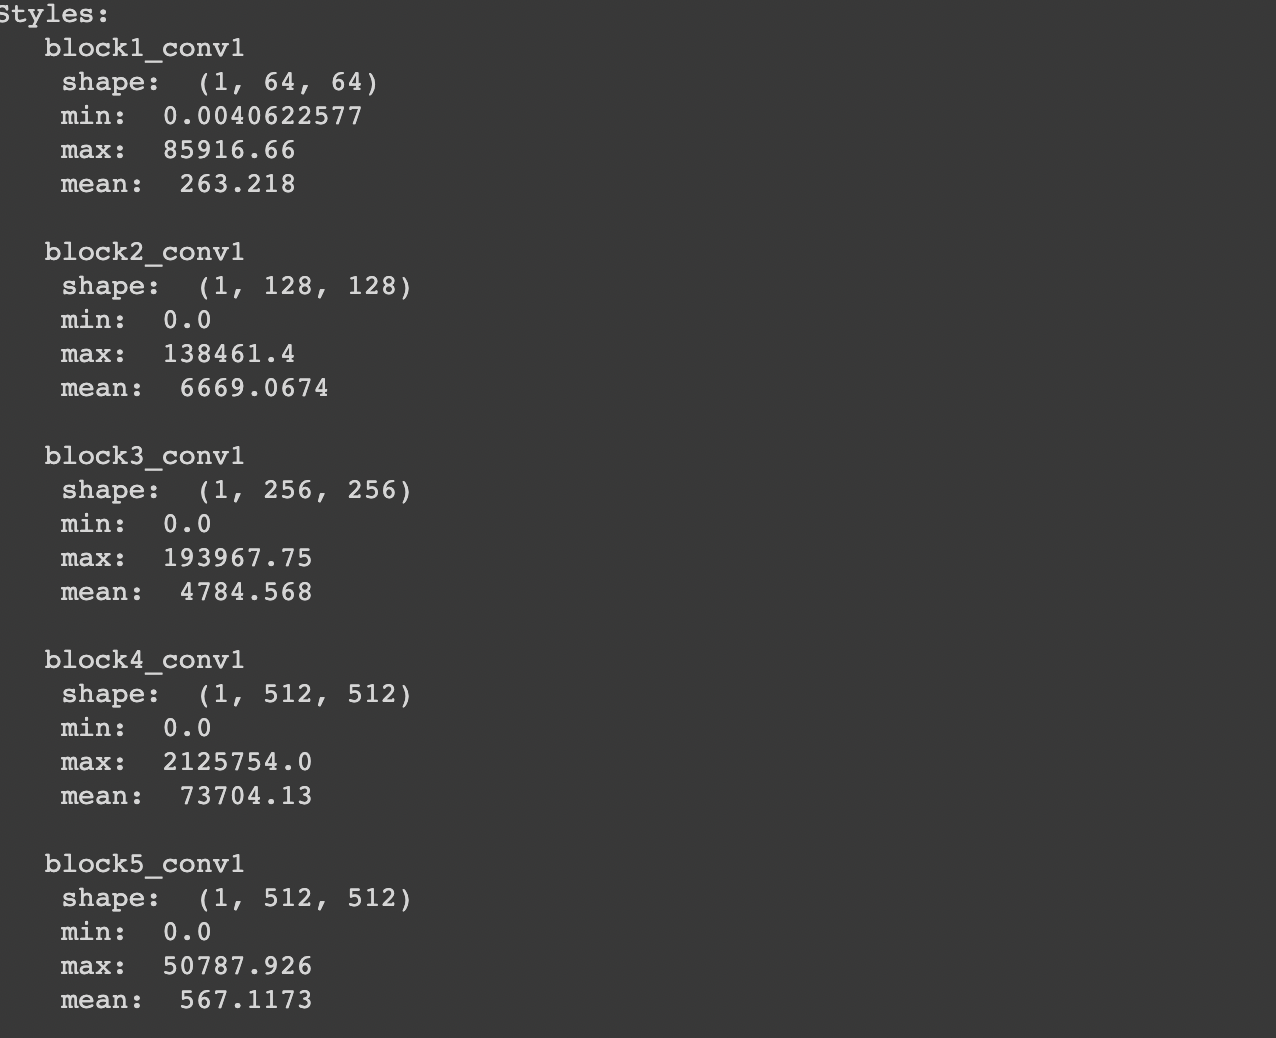 Styles:
block1_conv1
shape: (1, 64, 64)
min: 0.0040622577
max: 85916.66
mean: 263.218
block2_conv1
shape: (1, 128, 128)
min: 0.0
max: 138461.4
mean: 6669.0674
block3_conv1
shape: (1, 256, 256)
min: 0.0
max: 193967.75
mean: 4784.568
block4_conv1
shape: (1, 512, 512)
min: 0.0
max: 2125754.0
mean: 73704.13
block5_conv1
shape: (1, 512, 512)
min: 0.0
max: 50787.926
mean: 567.1173